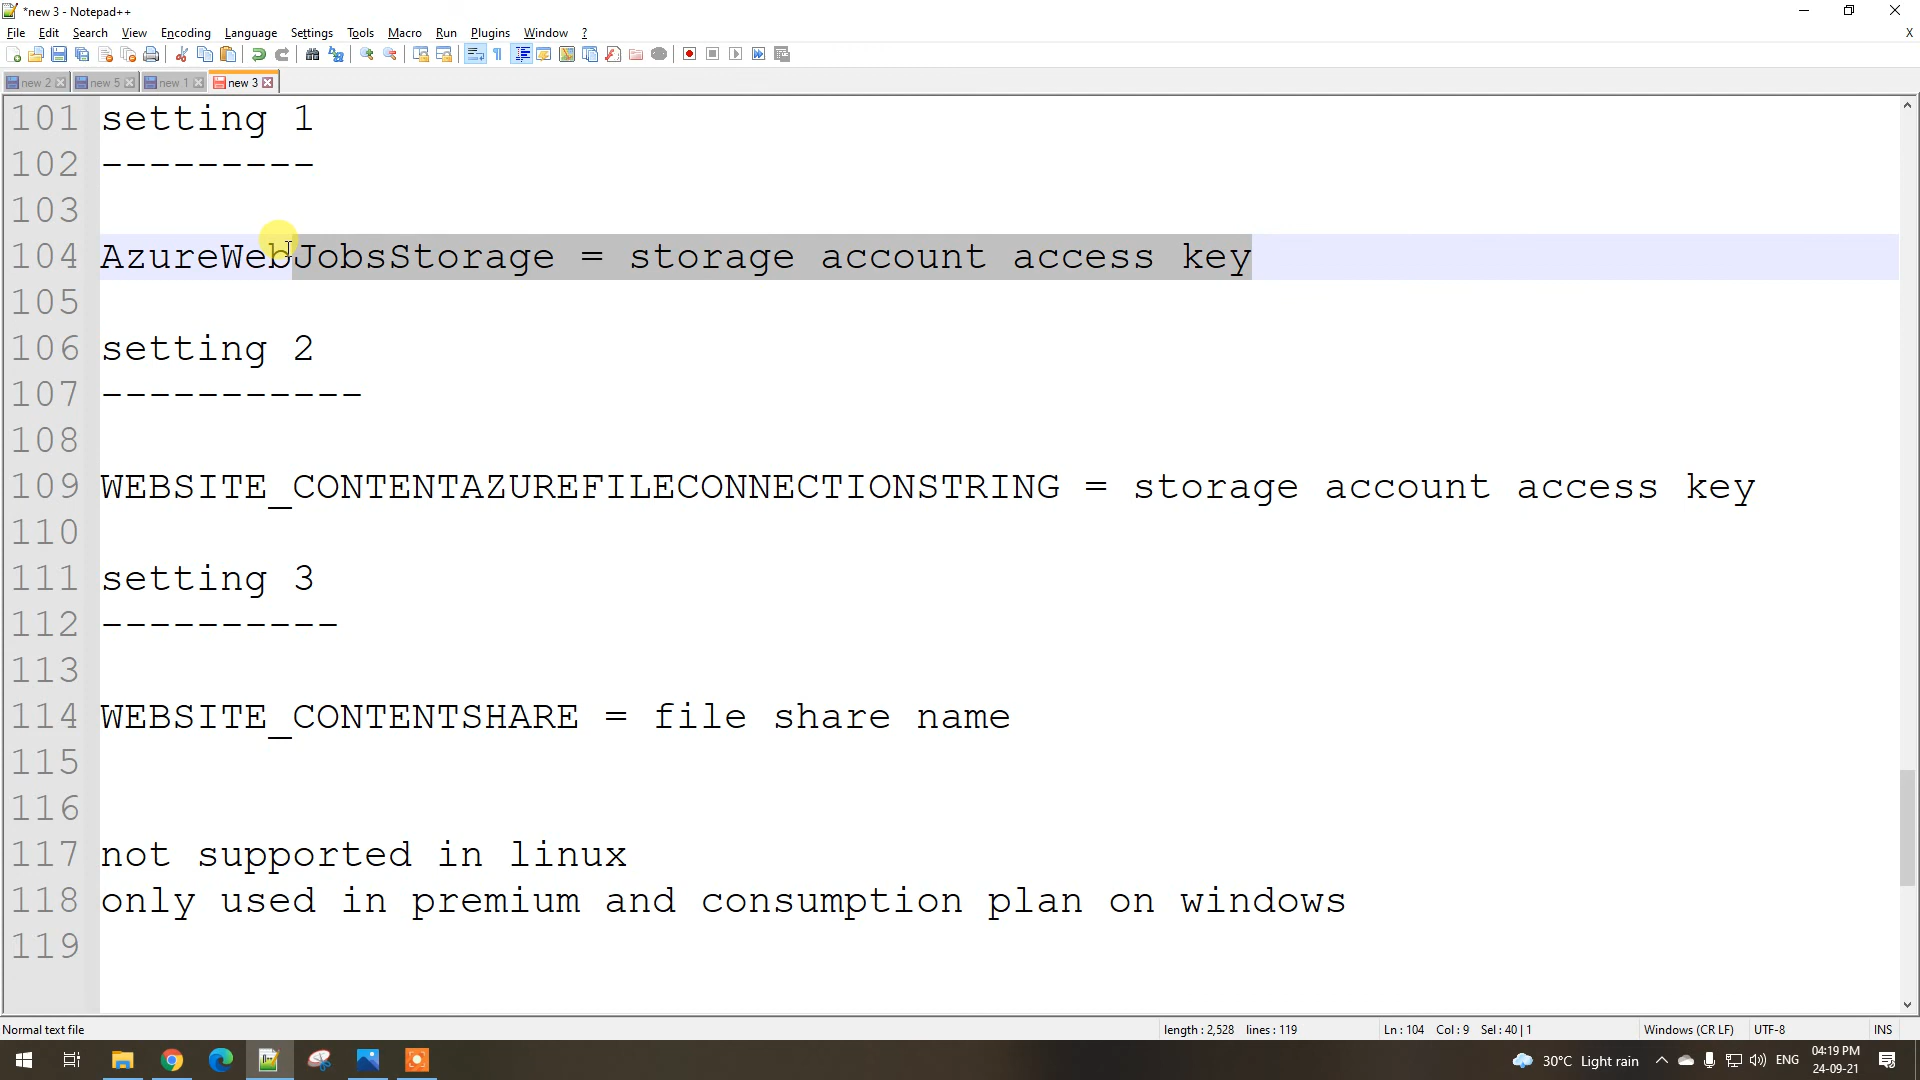 *new 3 - Notepad++
File Edit Search View Encoding Language Settings Tools Macro Run Plugins Window ? X
new 2 new 5 new 1 new 3
101 setting 1
102 ---------
103
104 AzureWebJobsStorage = storage account access key
105
106 setting 2
107 -----------
108
109 WEBSITE_CONTENTAZUREFILECONNECTIONSTRING = storage account access key
110
111 setting 3
112 ----------
113
114 WEBSITE_CONTENTSHARE = file share name
115
116
117 not supported in linux
118 only used in premium and consumption plan on windows
119
Normal text file length : 2,528 lines : 119 Ln : 104 Col : 9 Sel : 40 | 1 Windows (CR LF) UTF-8 INS
30°C Light rain ENG 04:19 PM
24-09-21